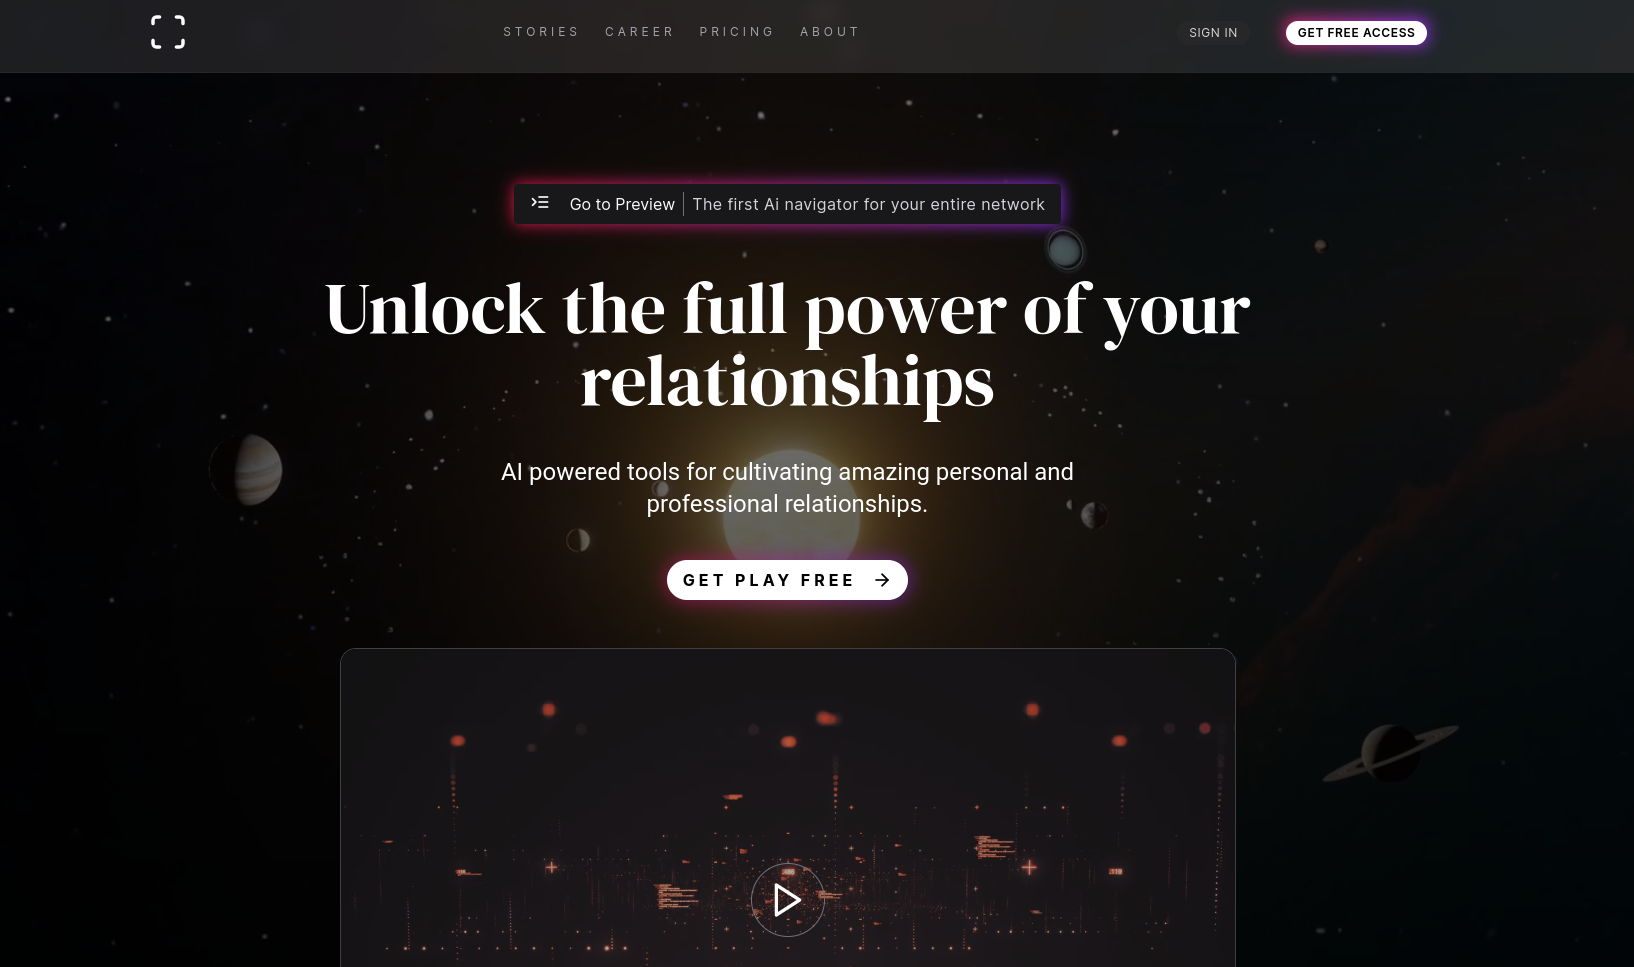 STORIES CAREER PRICING ABOUT SIGN IN GET FREE ACCESS
Go to Preview The first Ai navigator for your entire network
Unlock the full power of your
relationships
AI powered tools for cultivating amazing personal and
professional relationships.
GET PLAY FREE